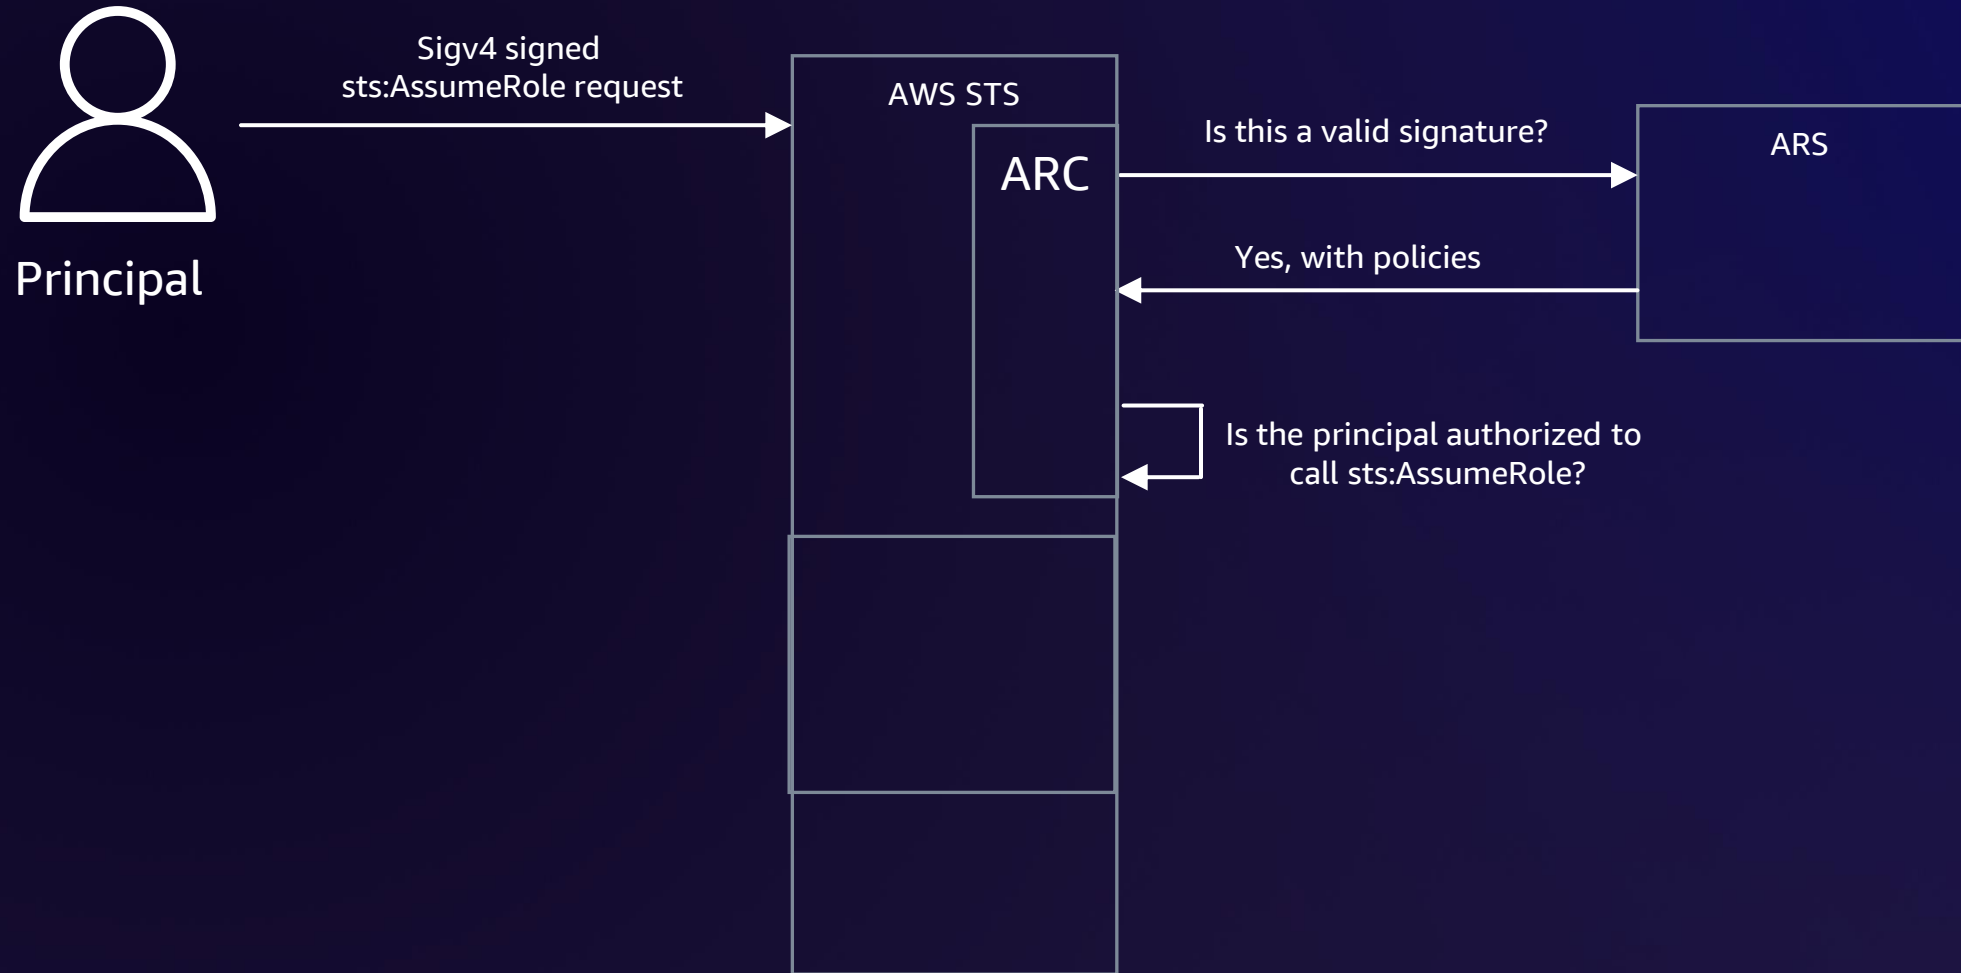 Sigv4 signed
sts:AssumeRole request
Principal
AWS STS
ARC
Is this a valid signature?
ARS
Yes, with policies
Is the principal authorized to
call sts:AssumeRole?